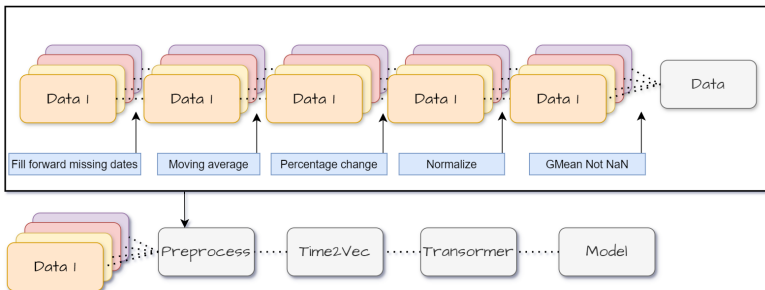 Data 1 Data 1 Data 1 Data 1 Data 1 Data
Fill forward missing dates Moving average Percentage change Normalize GMean Not NaN
Data 1 Preprocess Time2Vec Transormer Model